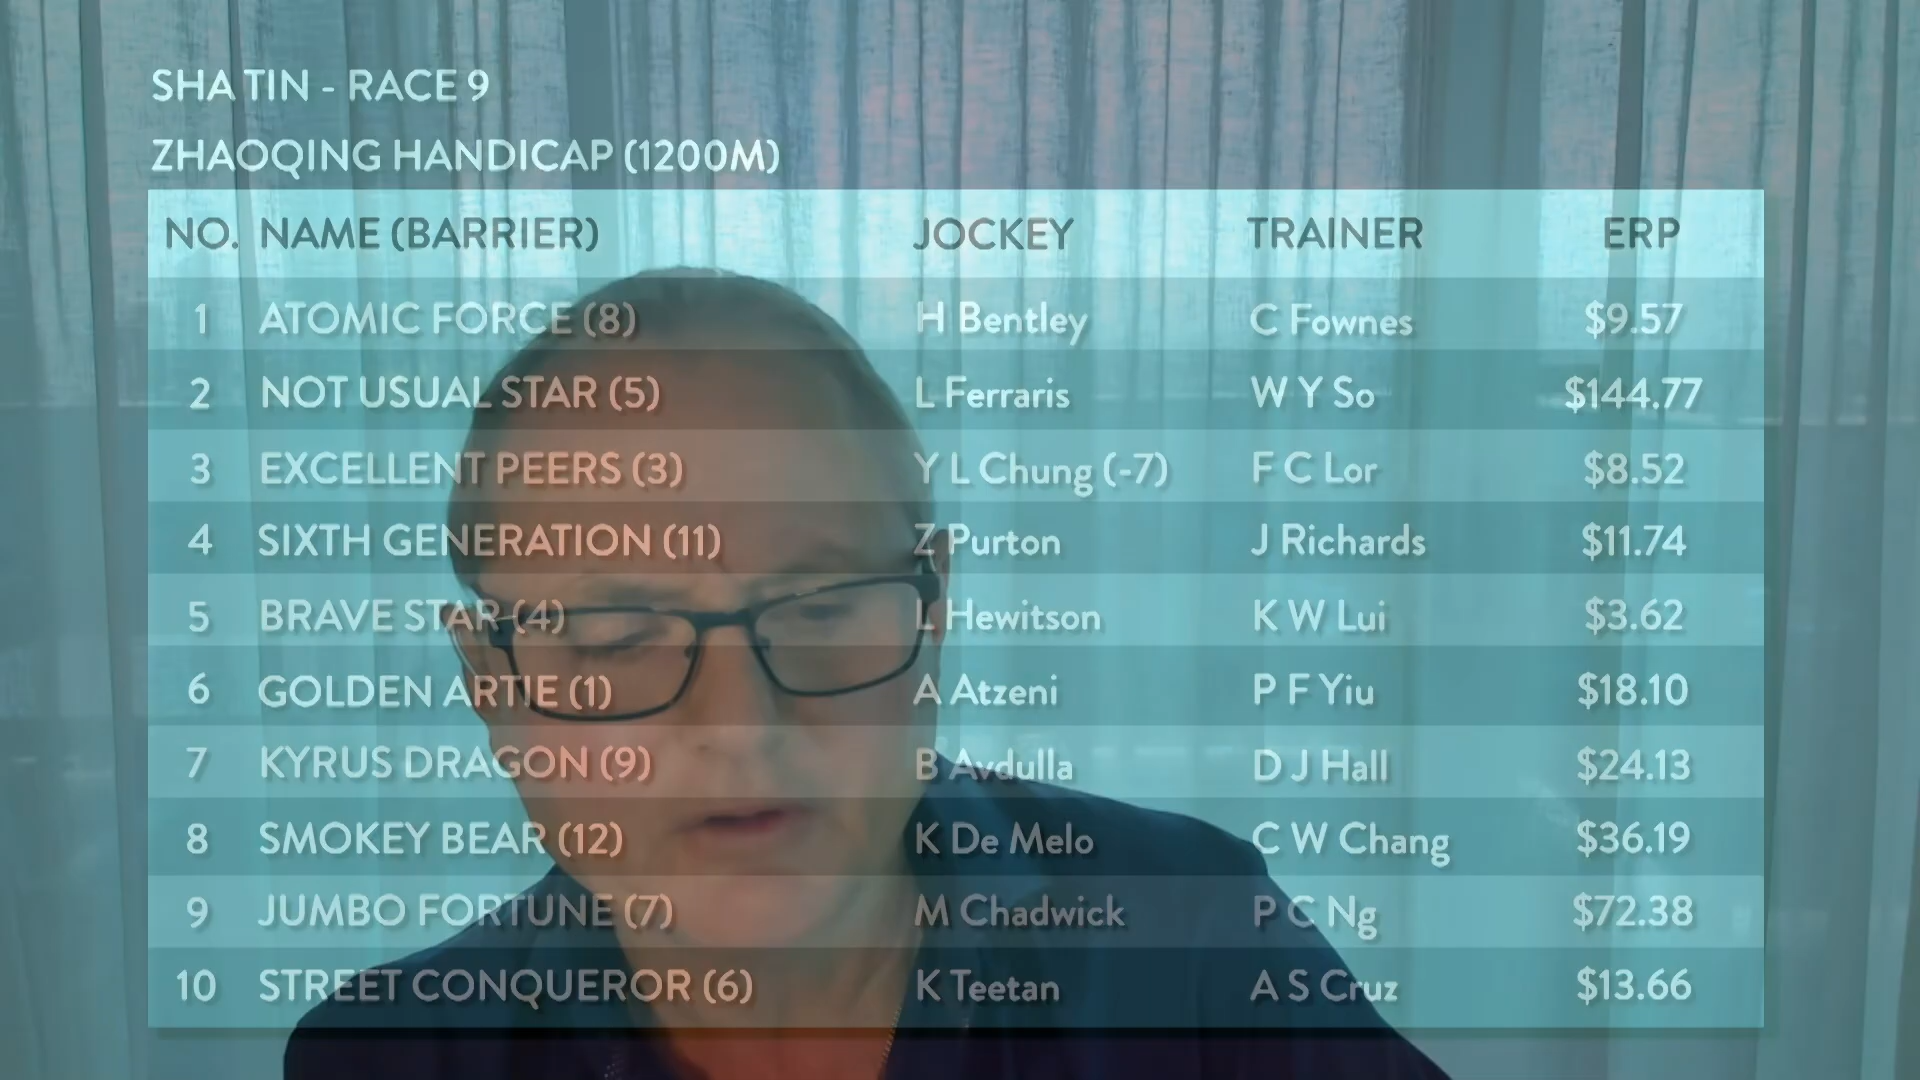 SHA TIN - RACE 9
ZHAOQING HANDICAP (1200M)
NO. NAME (BARRIER) JOCKEY TRAINER ERP
1 ATOMIC FORCE (8) H Bentley C Fownes $9.57
2 NOT USUAL STAR (5) L Ferraris W Y So $144.77
3 EXCELLENT PEERS (3) Y L Chung (-7) F C Lor $8.52
4 SIXTH GENERATION (11) Z Purton J Richards $11.74
5 BRAVE STAR (4) L Hewitson K W Lui $3.62
6 GOLDEN ARTIE (1) A Atzeni P F Yiu $18.10
7 KYRUS DRAGON (9) B Avdulla D J Hall $24.13
8 SMOKEY BEAR (12) K De Melo C W Chang $36.19
9 JUMBO FORTUNE (7) M Chadwick P C Ng $72.38
10 STREET CONQUEROR (6) K Teetan A S Cruz $13.66